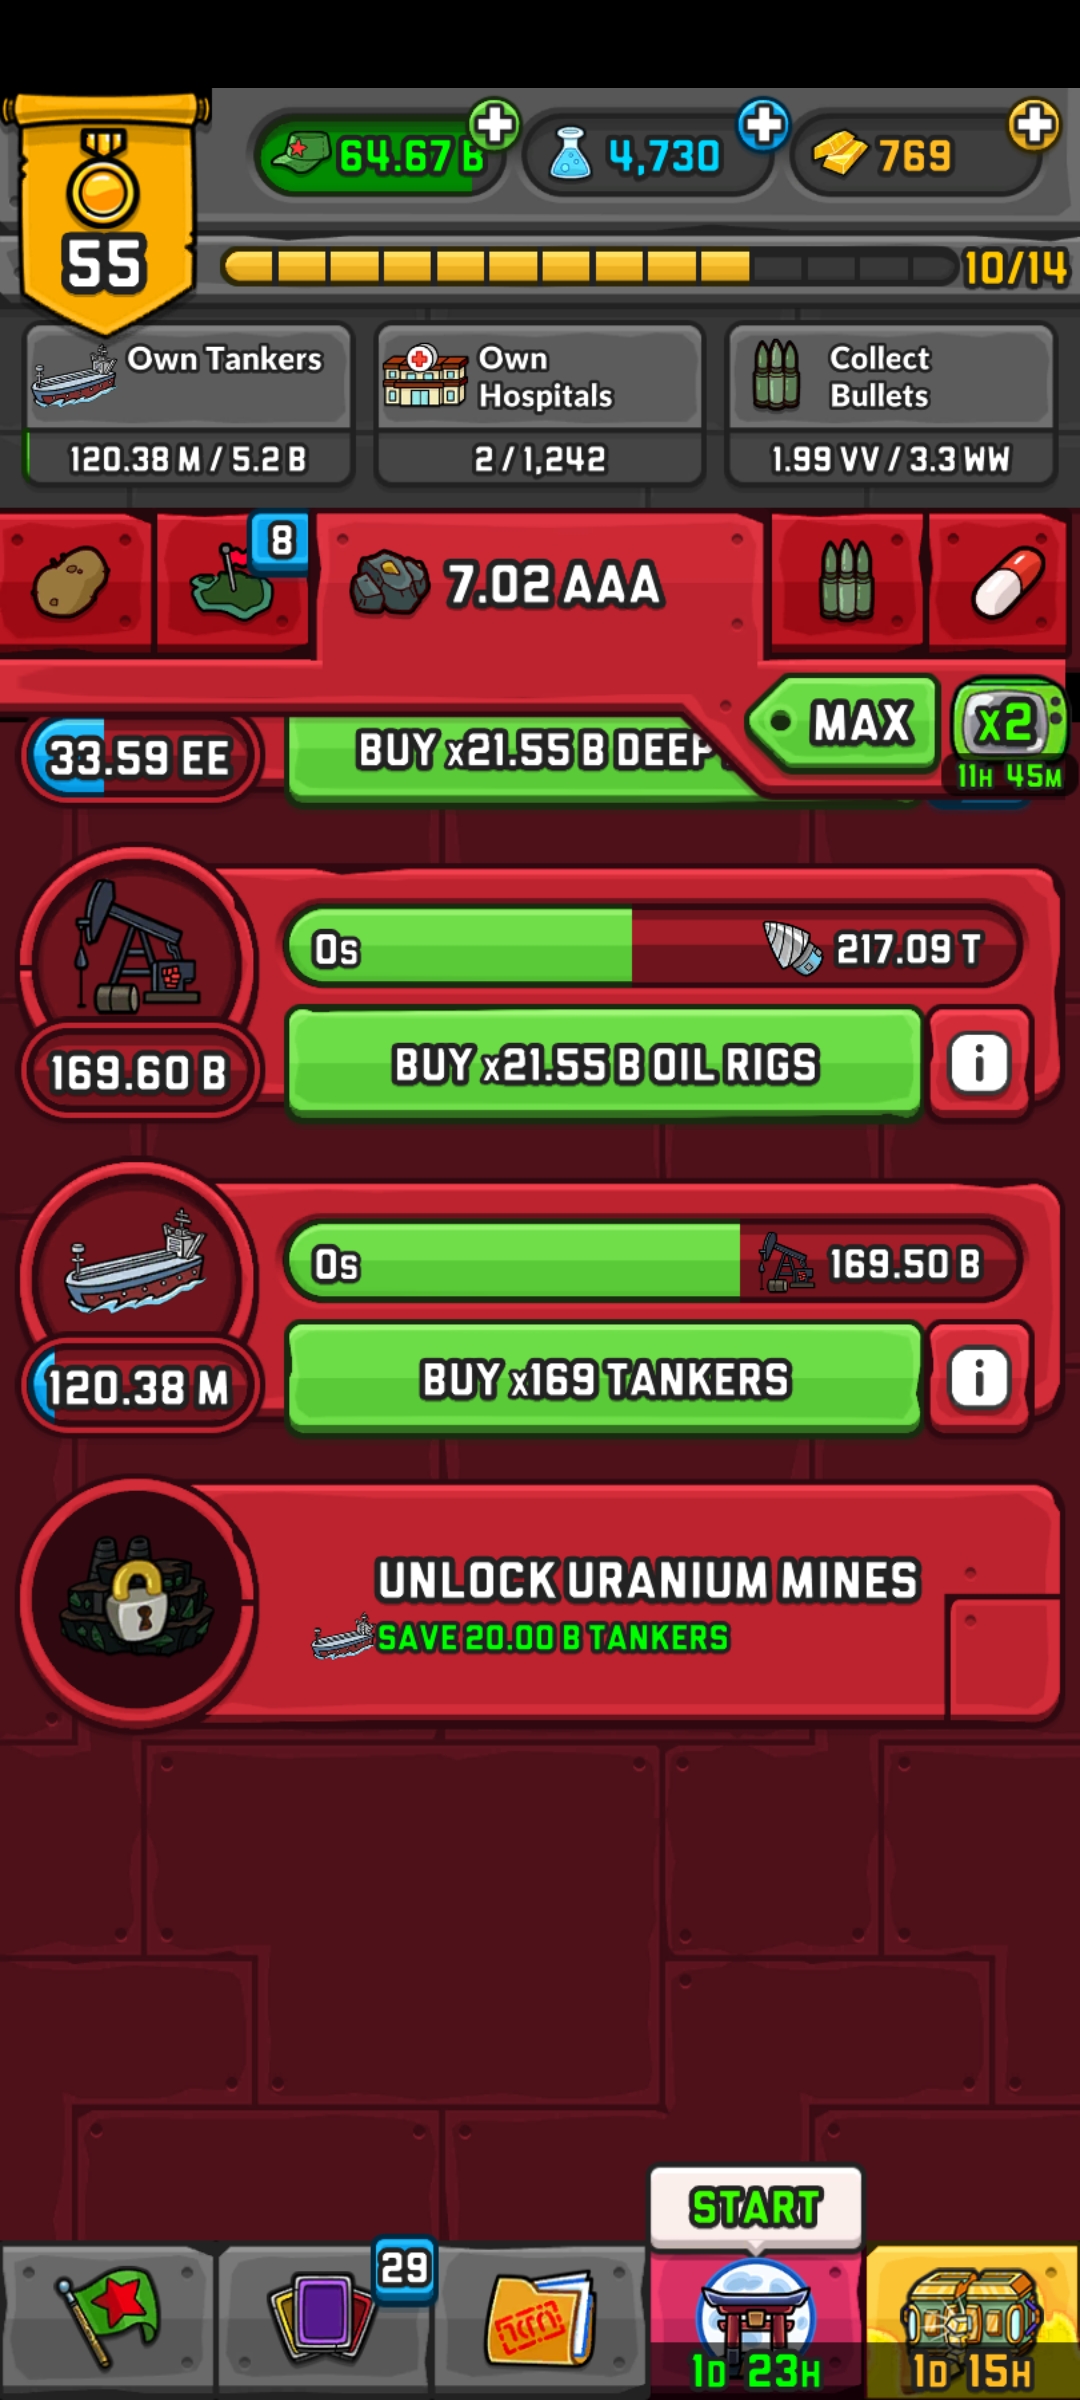 55
64.67 B
4,730
769
10/14
Own Tankers
120.38 M / 5.2 B
Own
Hospitals
2 / 1,242
Collect
Bullets
1.99 VV / 3.3 WW
8
7.02 AAA
MAX
x2
11H 45M
33.59 EE
BUY x21.55 B DEEP
0s
217.09 T
169.60 B
BUY x21.55 B OIL RIGS
i
0s
169.50 B
120.38 M
BUY x169 TANKERS
i
UNLOCK URANIUM MINES
SAVE 20.00 B TANKERS
START
29
1D 23H
1D 15H